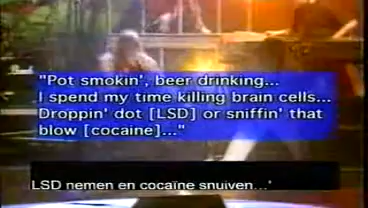 "Pot smokin', beer drinking...
I spend my time killing brain cells...
Droppin' dot [LSD] or sniffin' that
blow [cocaine]..."
LSD nemen en cocaïne snuiven...'